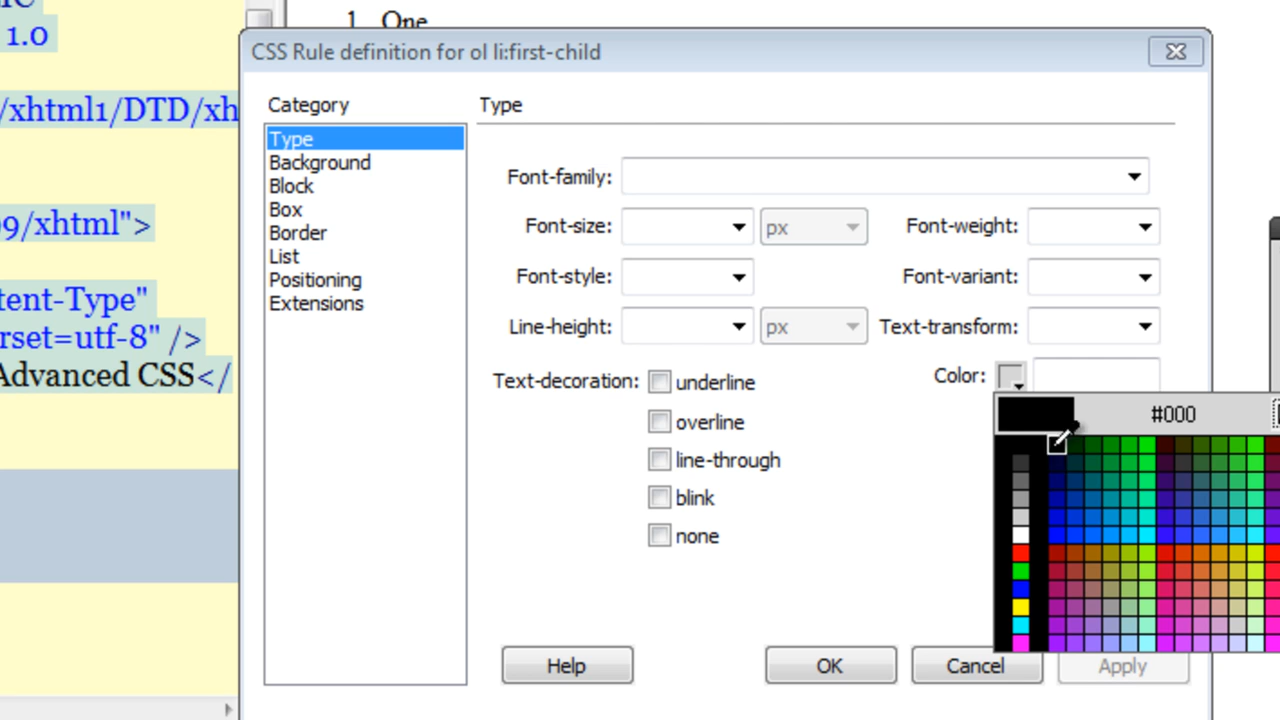 IC
1.0
/xhtml1/DTD/xh
99/xhtml">
tent-Type"
rset=utf-8" />
Advanced CSS</
1. One
CSS Rule definition for ol li:first-child
Category
Type
Background
Block
Box
Border
List
Positioning
Extensions
Type
Font-family:
Font-size: px Font-weight:
Font-style: Font-variant:
Line-height: px Text-transform:
Text-decoration: underline Color:
overline
line-through
blink
none
#000
Help OK Cancel Apply